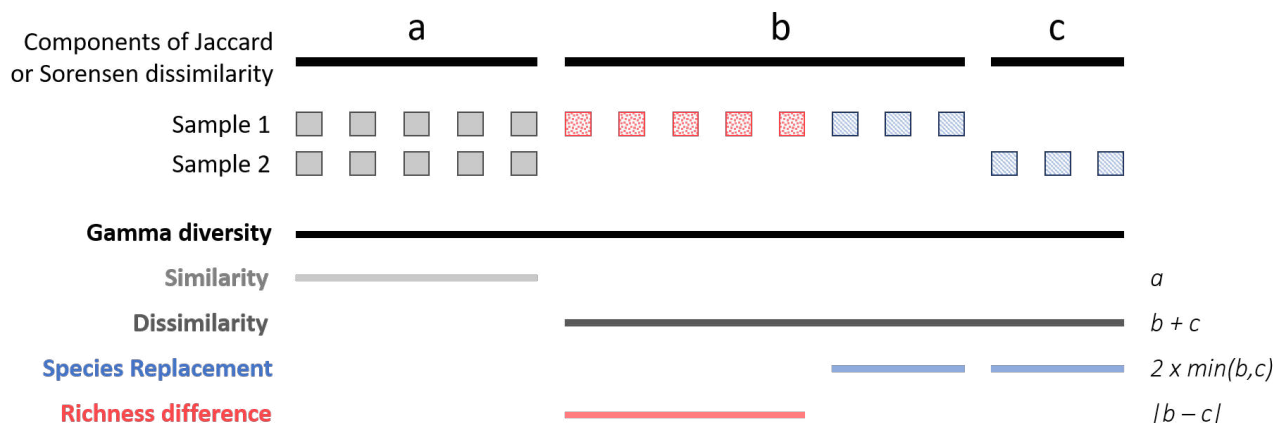 a b c
Components of Jaccard
or Sorensen dissimilarity
Sample 1
Sample 2
Gamma diversity
Similarity a
Dissimilarity b + c
Species Replacement 2 x min(b,c)
Richness difference |b – c|